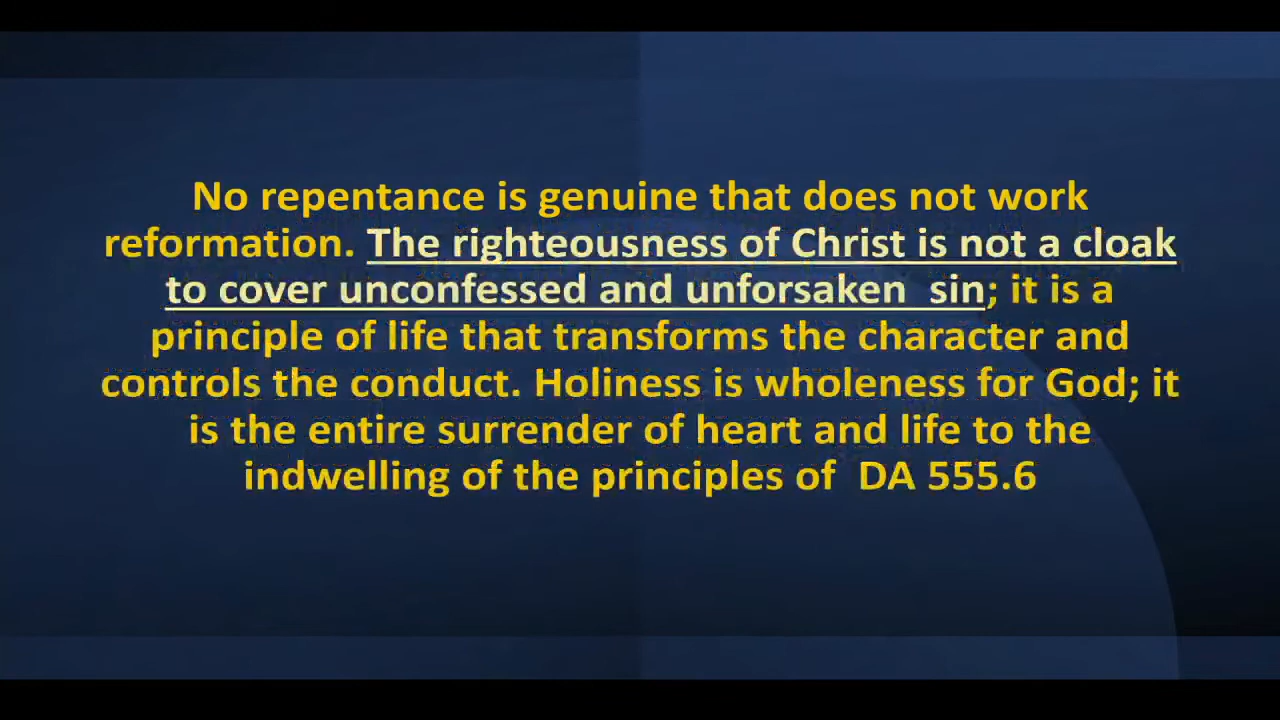 No repentance is genuine that does not work
reformation. The righteousness of Christ is not a cloak
to cover unconfessed and unforsaken  sin; it is a
principle of life that transforms the character and
controls the conduct. Holiness is wholeness for God; it
is the entire surrender of heart and life to the
indwelling of the principles of  DA 555.6